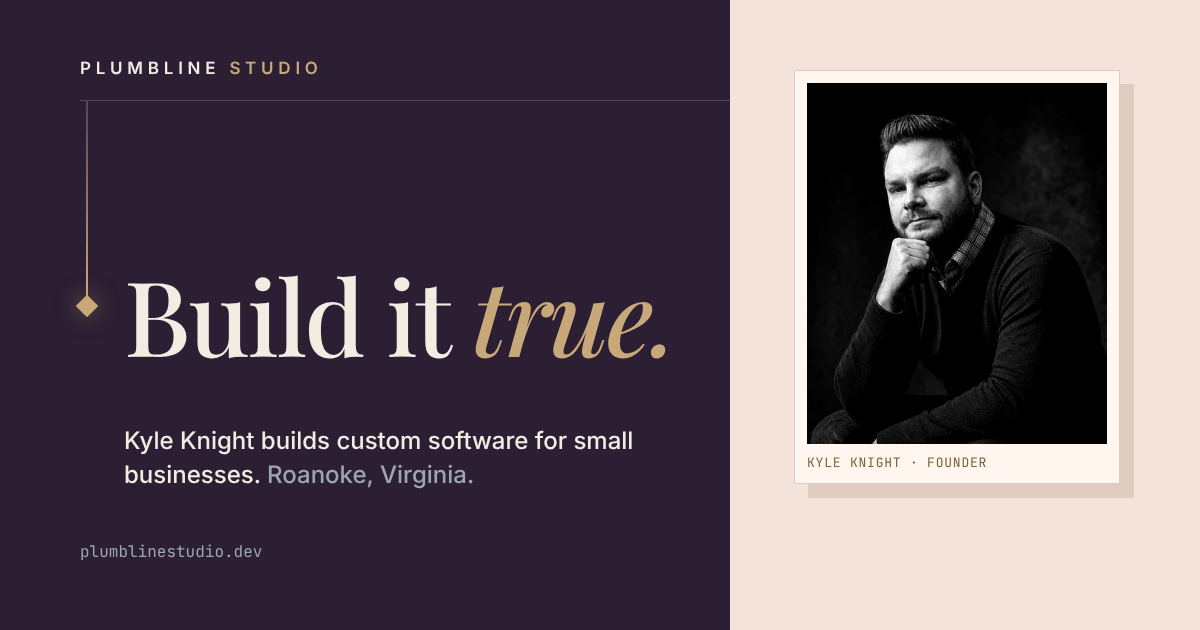 PLUMBLINE STUDIO
Build it true.
Kyle Knight builds custom software for small
businesses. Roanoke, Virginia.
plumblinestudio.dev
KYLE KNIGHT · FOUNDER